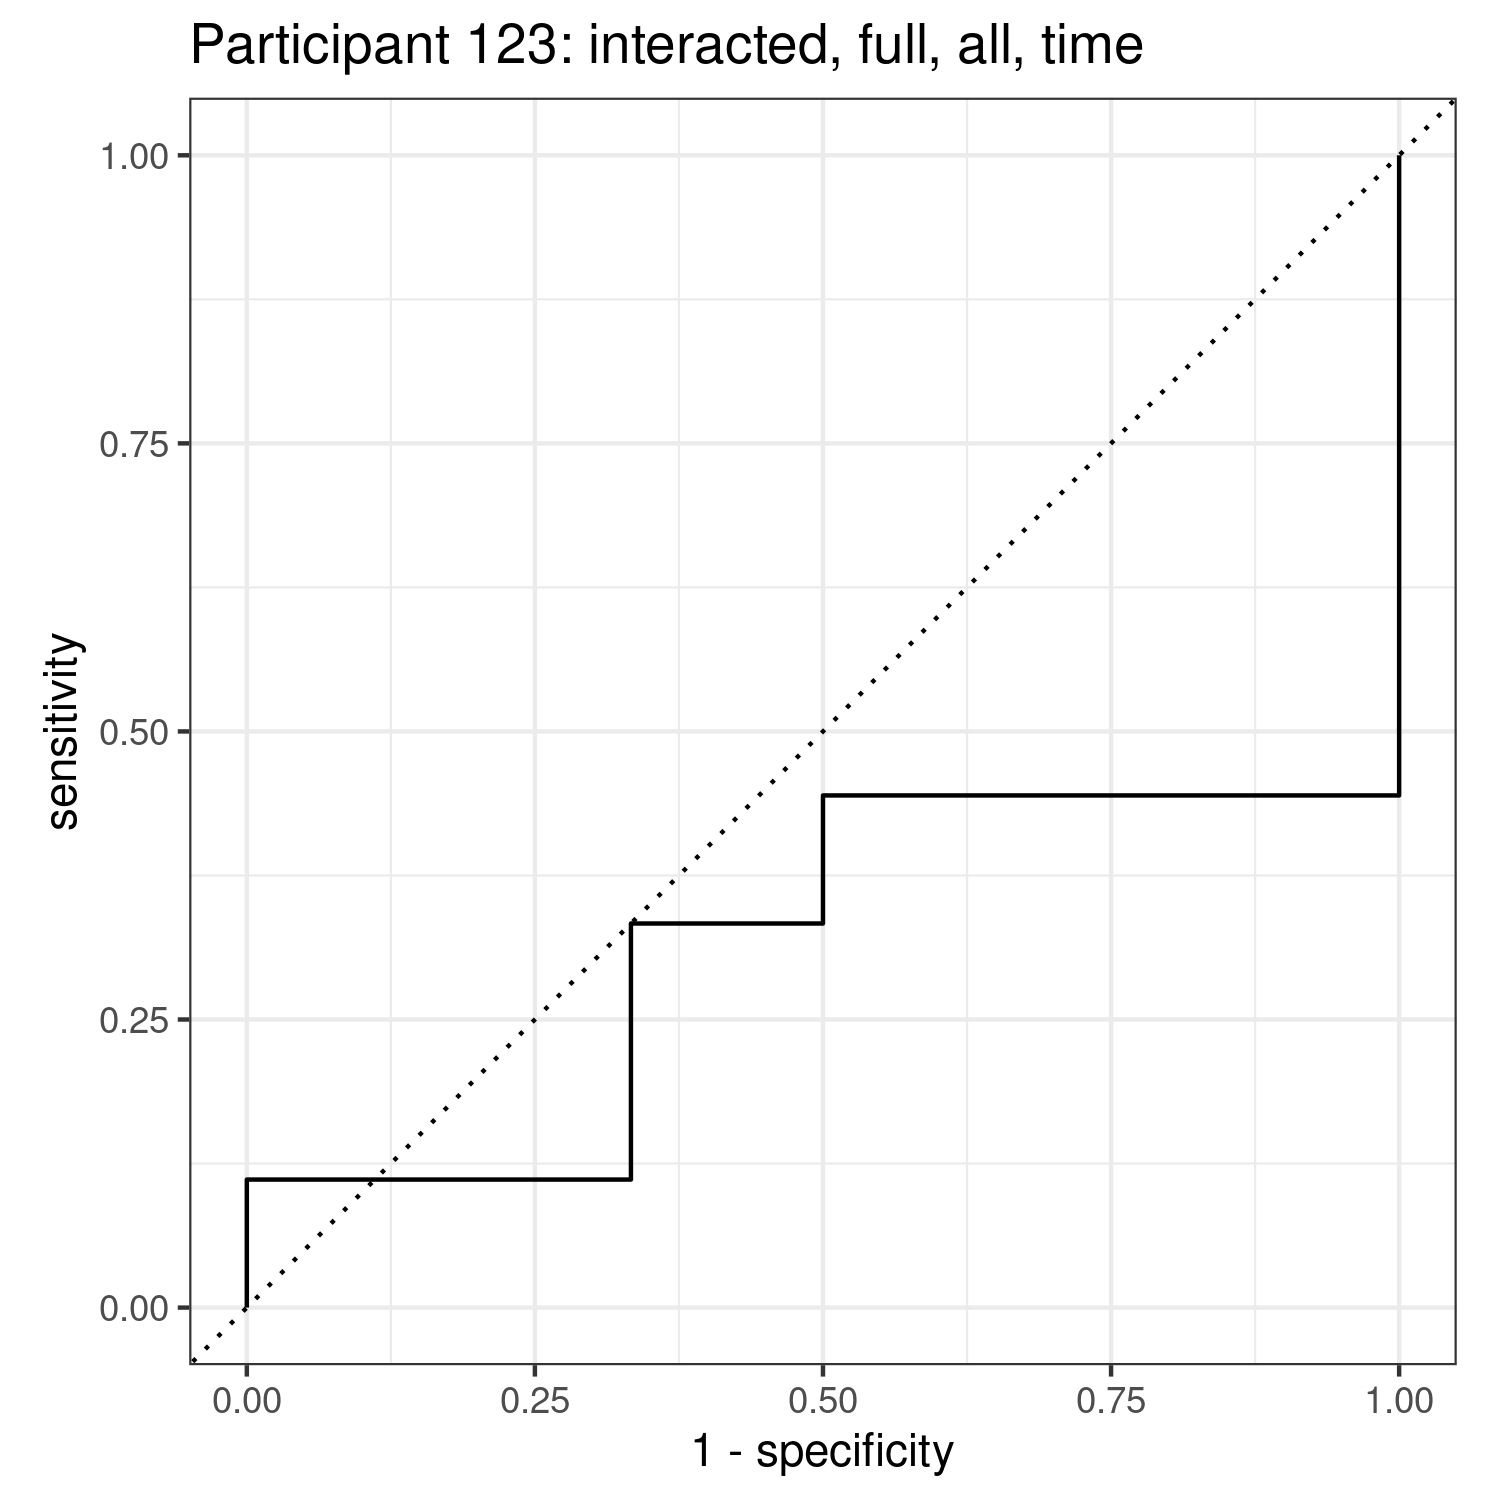 Participant 123: interacted, full, all, time
1.00
0.75
0.50
0.25
0.00
sensitivity
0.00 0.25 0.50 0.75 1.00
1 - specificity